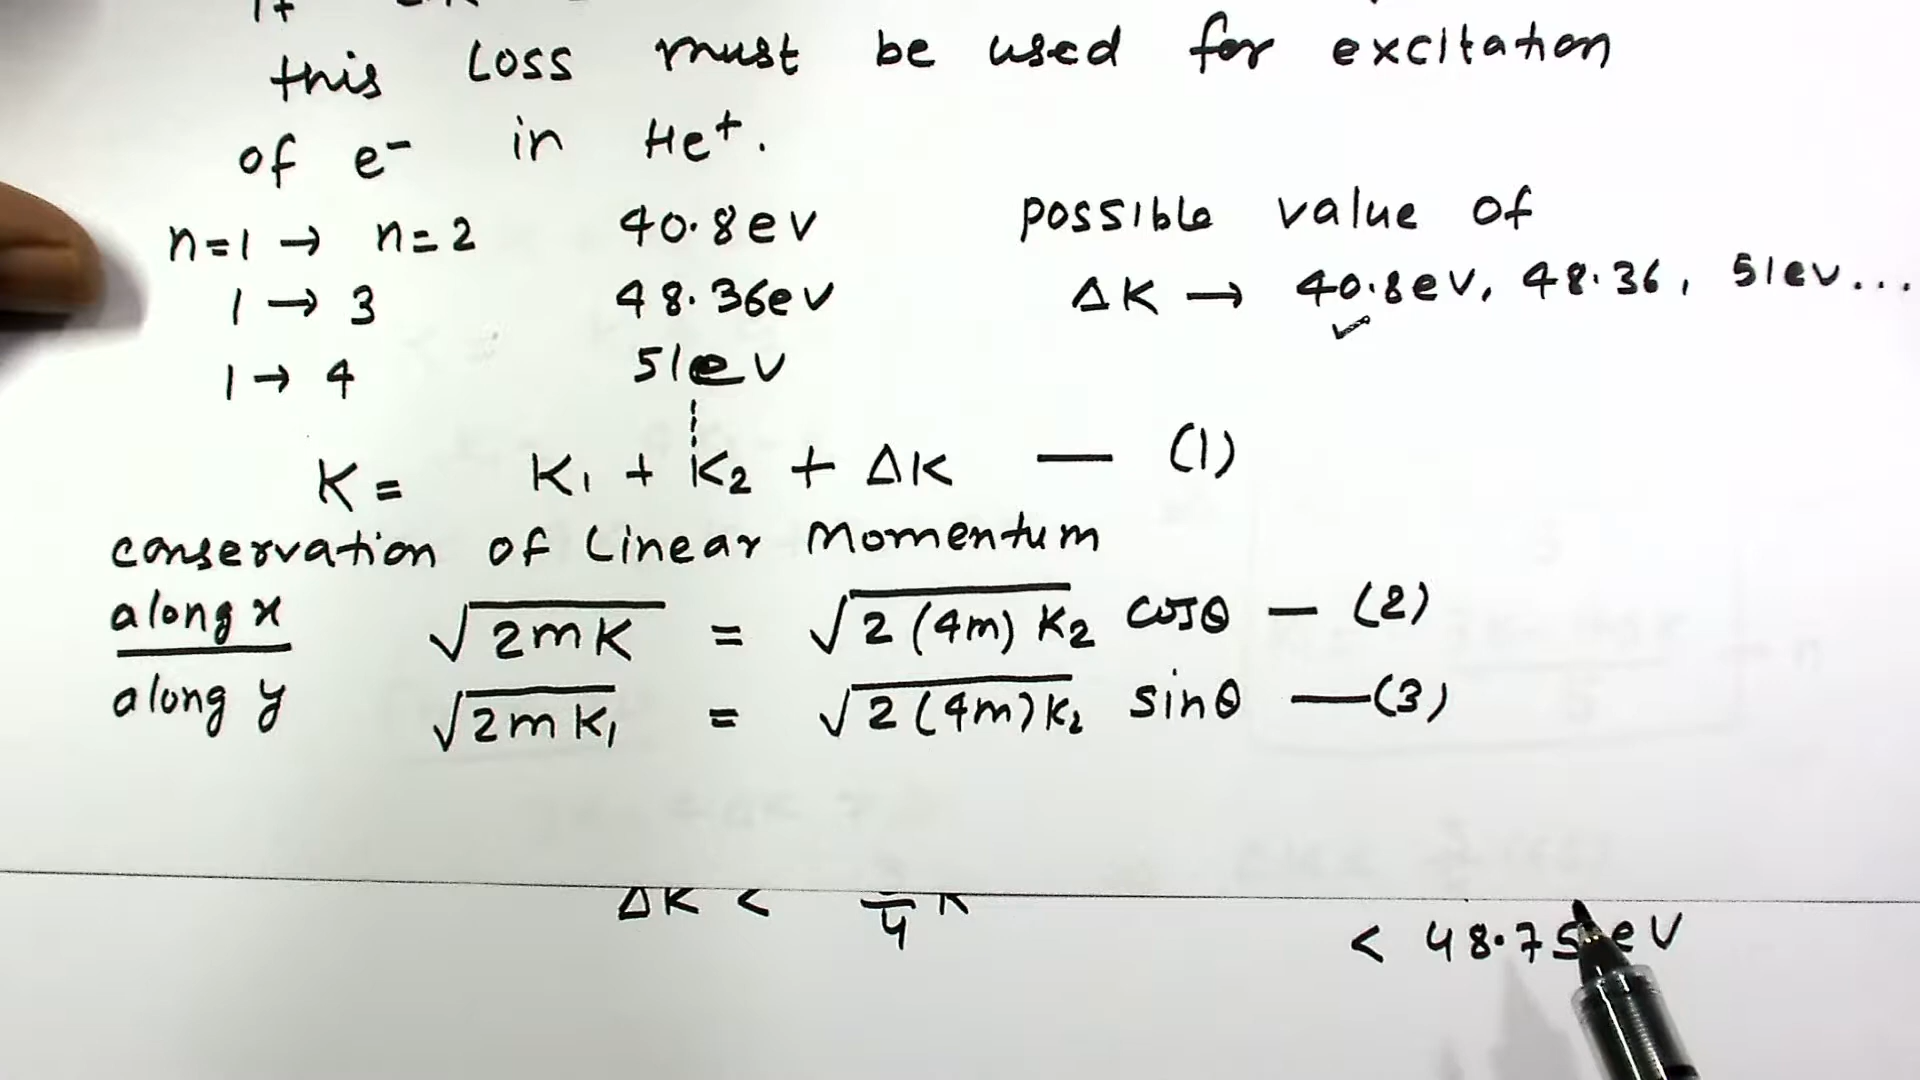 this loss must be used for excitation
of e⁻ in He⁺.
n=1 → n=2 40.8eV
1 → 3 48.36eV
1 → 4 51eV
possible value of
ΔK → 40.8eV, 48.36, 51eV...
K = K₁ + K₂ + ΔK — (1)
conservation of Linear Momentum
along x √2mK = √2(4m)K₂ cosθ — (2)
along y √2mK₁ = √2(4m)K₂ sinθ — (3)
ΔK < /4 K
< 48.75eV